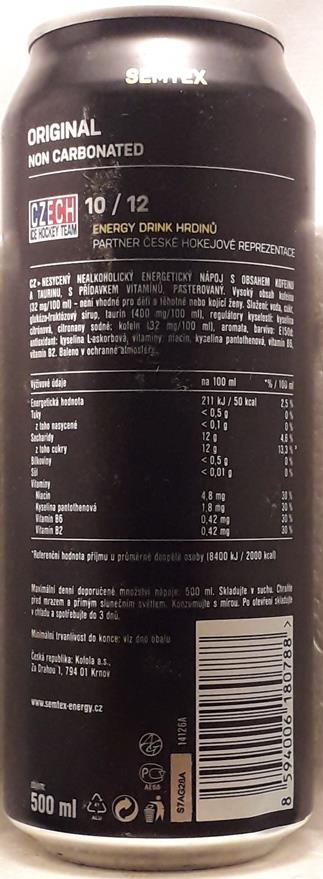 SEMTEX
ORIGINAL
NON CARBONATED
CZECH
ICE HOCKEY TEAM
10 / 12
ENERGY DRINK HRDINŮ
PARTNER ČESKÉ HOKEJOVÉ REPREZENTACE
CZ > NESYCENÝ NEALKOHOLICKÝ ENERGETICKÝ NÁPOJ S OBSAHEM KOFEINU
A TAURINU, S PŘÍDAVKEM VITAMÍNŮ, PASTEROVANÝ. Vysoký obsah kofeinu
(32 mg/100 ml) - není vhodné pro děti a těhotné nebo kojící ženy. Složení: voda, cukr,
glukózo-fruktózový sirup, taurin (400 mg/100 ml), regulátory kyselosti: kyselina
citrónová, citronany sodné; kofein (32 mg/100 ml), aromata, barvivo: E150d
antioxidant: kyselina L-askorbová, vitaminy: niacin, kyselina pantothenová, vitamin B6,
vitamin B2. Baleno v ochranné atmosféře.
Výživové údaje na 100 ml *% / 100 ml
Energetická hodnota 211 kJ / 50 kcal 2,5 %
Tuky < 0,5 g 0 %
z toho nasycené < 0,1 g 0 %
Sacharidy 12 g 4,6 %
z toho cukry 12 g 13,3 %
Bílkoviny < 0,5 g 0 %
Sůl < 0,01 g 0 %
Vitaminy
Niacin 4,8 mg 30 %
Kyselina pantothenová 1,8 mg 30 %
Vitamin B6 0,42 mg 30 %
Vitamin B2 0,42 mg 30 %
*Referenční hodnota příjmu u průměrné dospělé osoby (8400 kJ / 2000 kcal)
Maximální denní doporučené množství nápoje: 500 ml. Skladujte v suchu. Chraňte
před mrazem a přímým slunečním světlem. Konzumujte s mírou. Po otevření skladujte
v chladu a spotřebujte do 3 dnů.
Minimální trvanlivost do konce: viz dno obalu
Česká republika: Kofola a.s.,
Za Drahou 1, 794 01 Krnov
www.semtex-energy.cz
objem:
500 ml
ALU
AE68
STAG28A
14126A
8 594006 180788 >